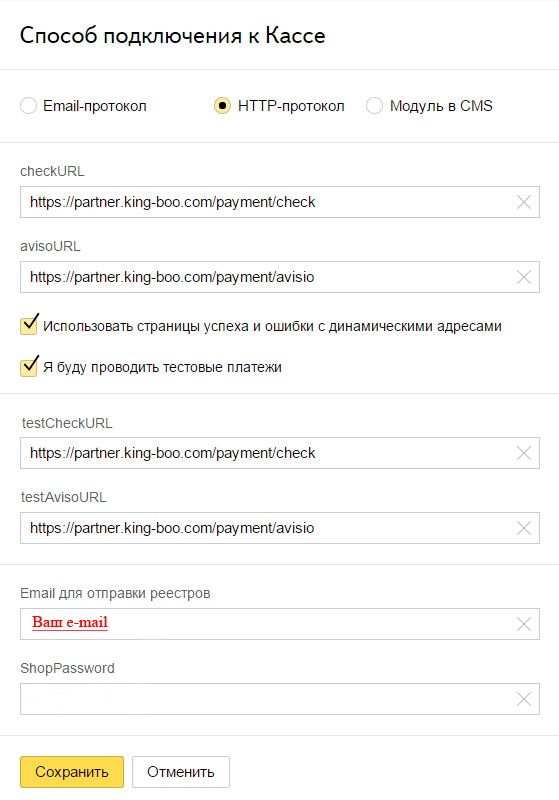 Способ подключения к Кассе
Email-протокол HTTP-протокол Модуль в CMS
checkURL
https://partner.king-boo.com/payment/check
avisoURL
https://partner.king-boo.com/payment/avisio
Использовать страницы успеха и ошибки с динамическими адресами
Я буду проводить тестовые платежи
testCheckURL
https://partner.king-boo.com/payment/check
testAvisoURL
https://partner.king-boo.com/payment/avisio
Email для отправки реестров
Ваш e-mail
ShopPassword
Сохранить Отменить